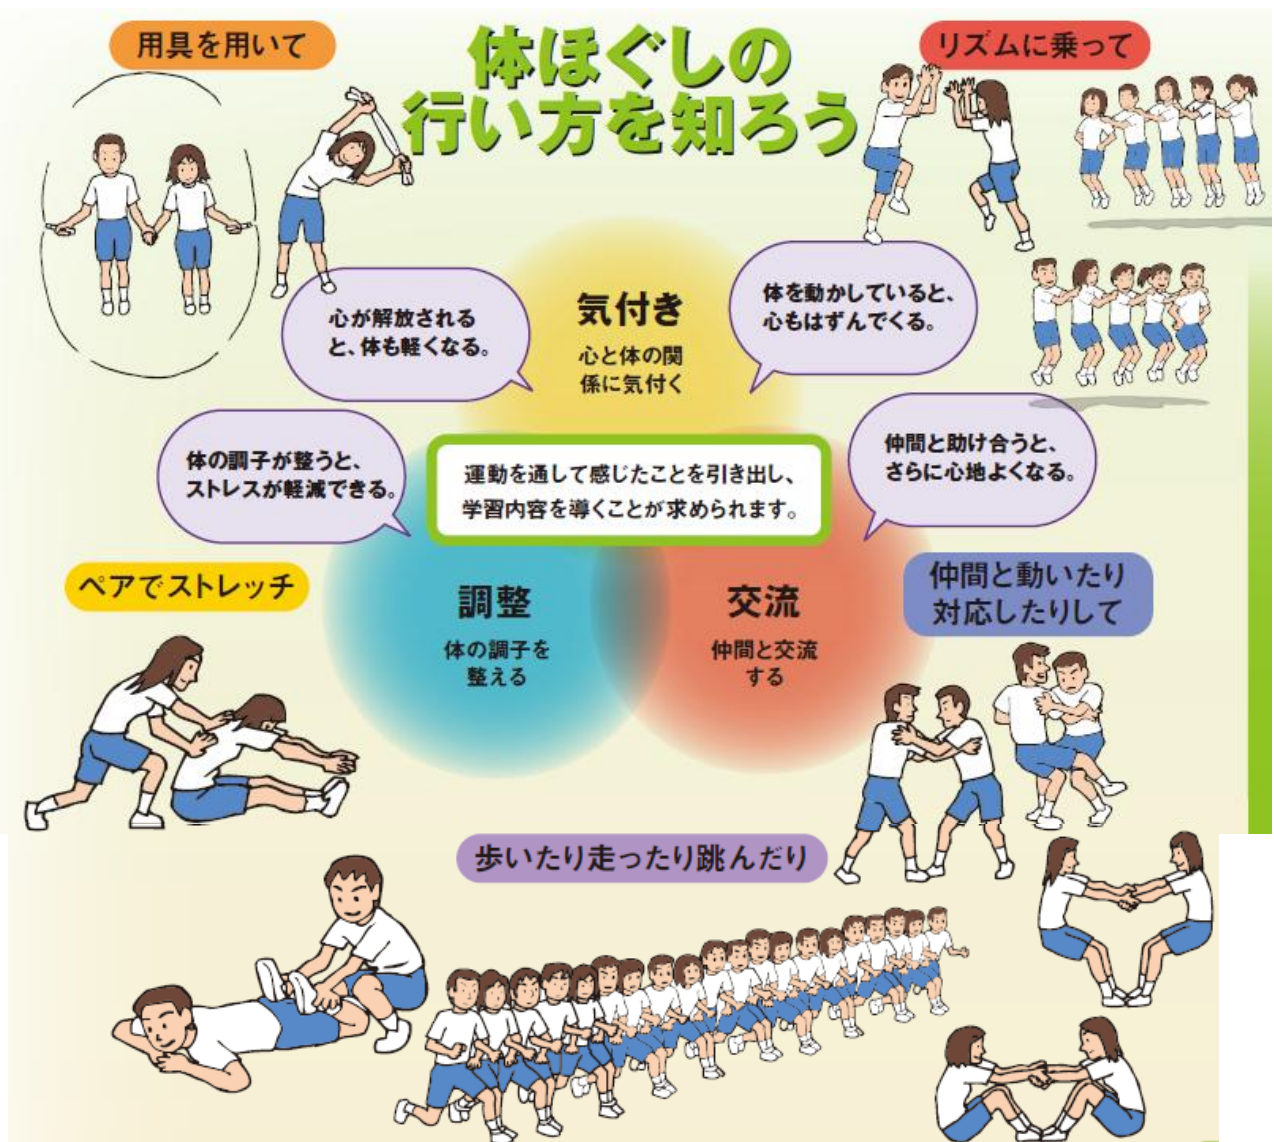 体ほぐしの
行い方を知ろう
用具を用いて
リズムに乗って
心が解放される
と、体も軽くなる。
気付き
心と体の関
係に気付く
体を動かしていると、
心もはずんでくる。
体の調子が整うと、
ストレスが軽減できる。
運動を通して感じたことを引き出し、
学習内容を導くことが求められます。
仲間と助け合うと、
さらに心地よくなる。
ペアでストレッチ
調整
体の調子を
整える
交流
仲間と交流
する
仲間と動いたり
対応したりして
歩いたり走ったり跳んだり